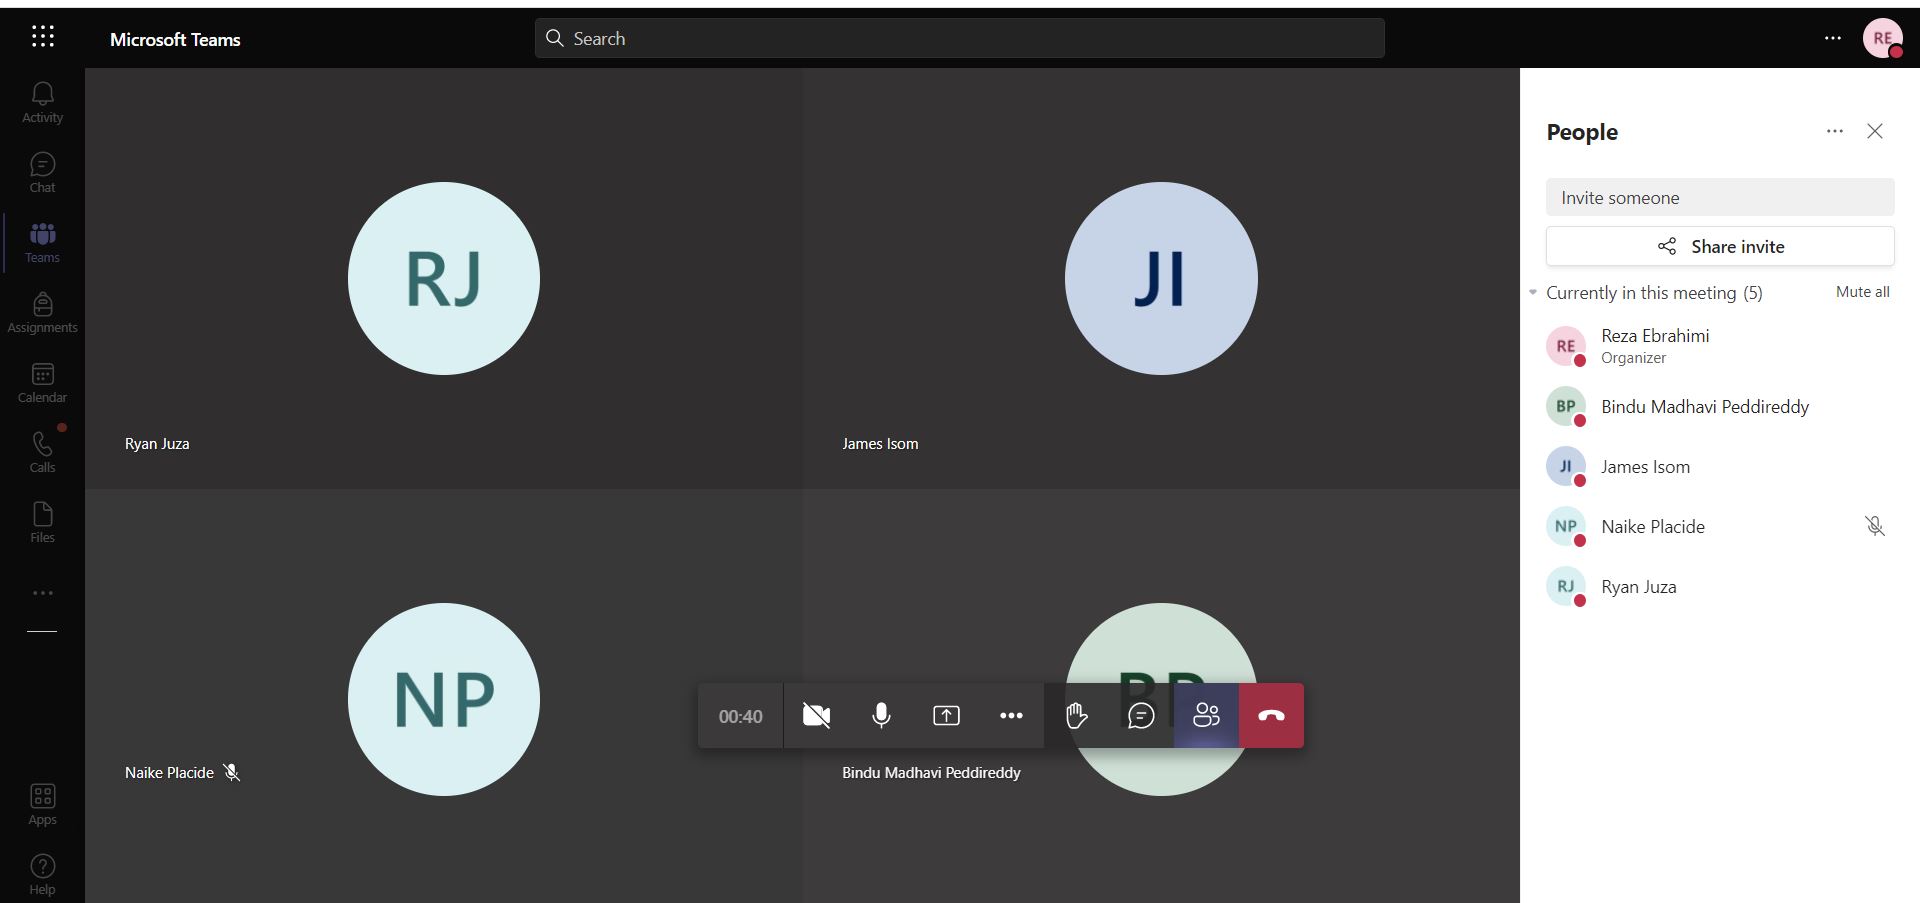 Microsoft Teams
Search
RE
Activity
Chat
Teams
Assignments
Calendar
Calls
Files
Apps
Help
RJ
Ryan Juza
JI
James Isom
NP
Naike Placide
BP
Bindu Madhavi Peddireddy
00:40
People
Invite someone
Share invite
Currently in this meeting (5) Mute all
RE Reza Ebrahimi
Organizer
BP Bindu Madhavi Peddireddy
JI James Isom
NP Naike Placide
RJ Ryan Juza